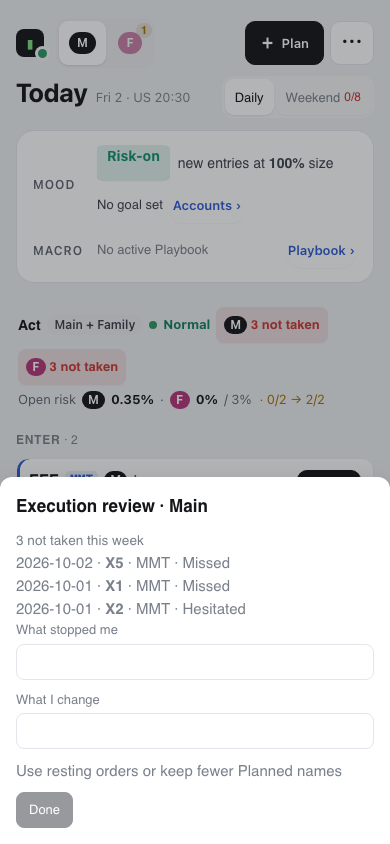 M F 1 + Plan ...
Today Fri 2 · US 20:30 Daily Weekend 0/8
MOOD Risk-on new entries at 100% size
No goal set Accounts ›
MACRO No active Playbook Playbook ›
Act Main + Family Normal M 3 not taken
F 3 not taken
Open risk M 0.35% · F 0% / 3% · 0/2 → 2/2
ENTER · 2
Execution review · Main
3 not taken this week
2026-10-02 · X5 · MMT · Missed
2026-10-01 · X1 · MMT · Missed
2026-10-01 · X2 · MMT · Hesitated
What stopped me
What I change
Use resting orders or keep fewer Planned names
Done